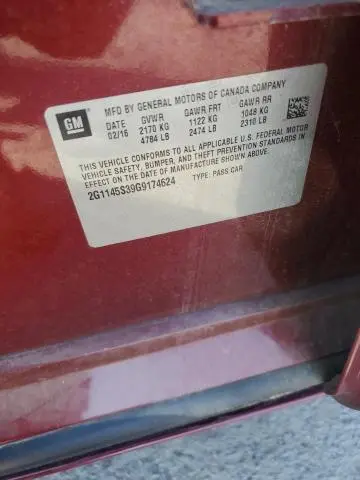 GM
MFD BY GENERAL MOTORS OF CANADA COMPANY
DATE GVWR GAWR FRT GAWR RR
02/16 2170 KG 1122 KG 1048 KG
4784 LB 2474 LB 2310 LB
THIS VEHICLE CONFORMS TO ALL APPLICABLE U.S. FEDERAL MOTOR
VEHICLE SAFETY, BUMPER, AND THEFT PREVENTION STANDARDS
IN EFFECT ON THE DATE OF MANUFACTURE SHOWN ABOVE.
2G1145S39G9174624 TYPE: PASS CAR